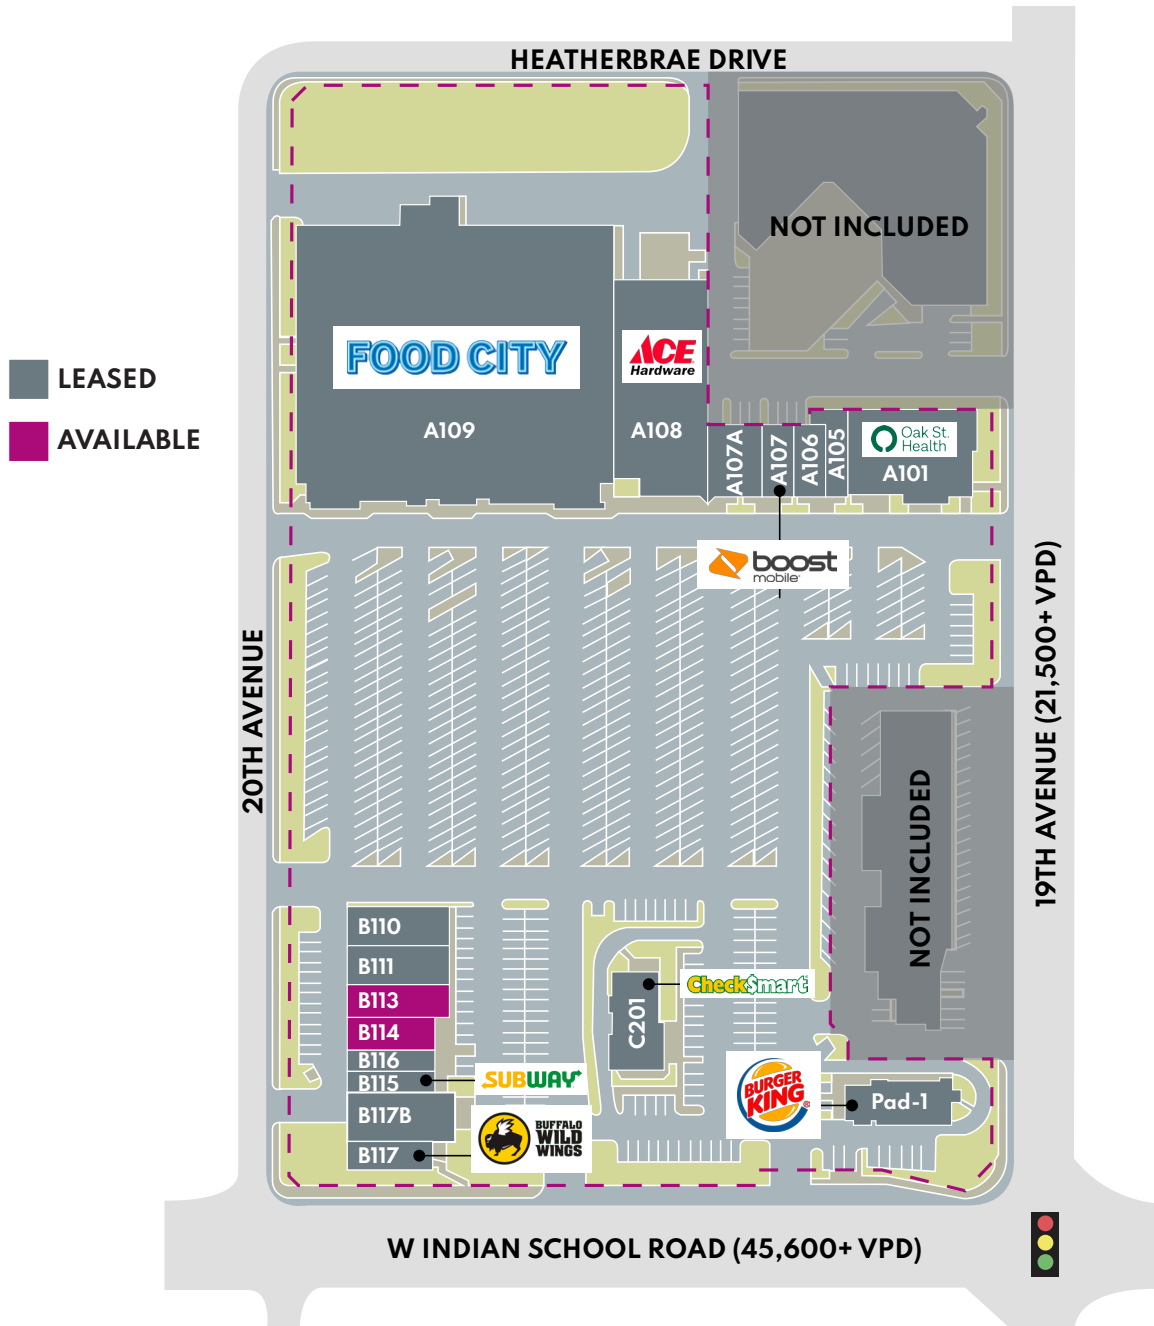 HEATHERBRAE DRIVE
NOT INCLUDED
LEASED
AVAILABLE
FOOD CITY
A109
ACE
Hardware
A108
A107A
A107
A106
A105
Oak St.
Health
A101
boost
mobile
20TH AVENUE
19TH AVENUE (21,500+ VPD)
NOT INCLUDED
B110
B111
B113
B114
B116
B115
B117B
B117
SUBWAY
BUFFALO
WILD
WINGS
C201
Check$mart
BURGER
KING
Pad-1
W INDIAN SCHOOL ROAD (45,600+ VPD)